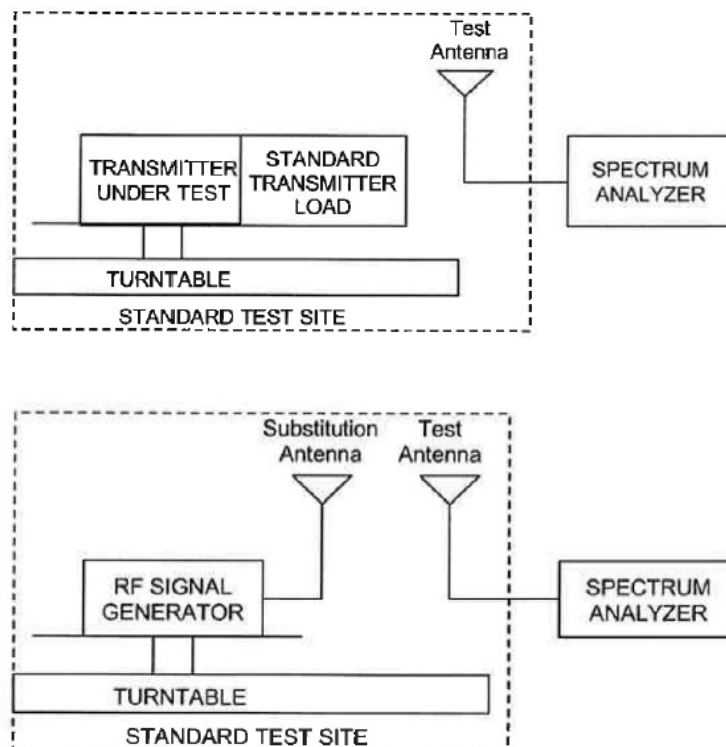 Test
Antenna
TRANSMITTER
UNDER TEST
STANDARD
TRANSMITTER
LOAD
SPECTRUM
ANALYZER
TURNTABLE
STANDARD TEST SITE
Substitution
Antenna
Test
Antenna
RF SIGNAL
GENERATOR
SPECTRUM
ANALYZER
TURNTABLE
STANDARD TEST SITE